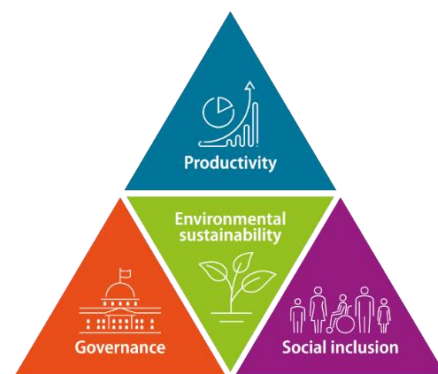 Productivity
Environmental
sustainability
Governance
Social inclusion